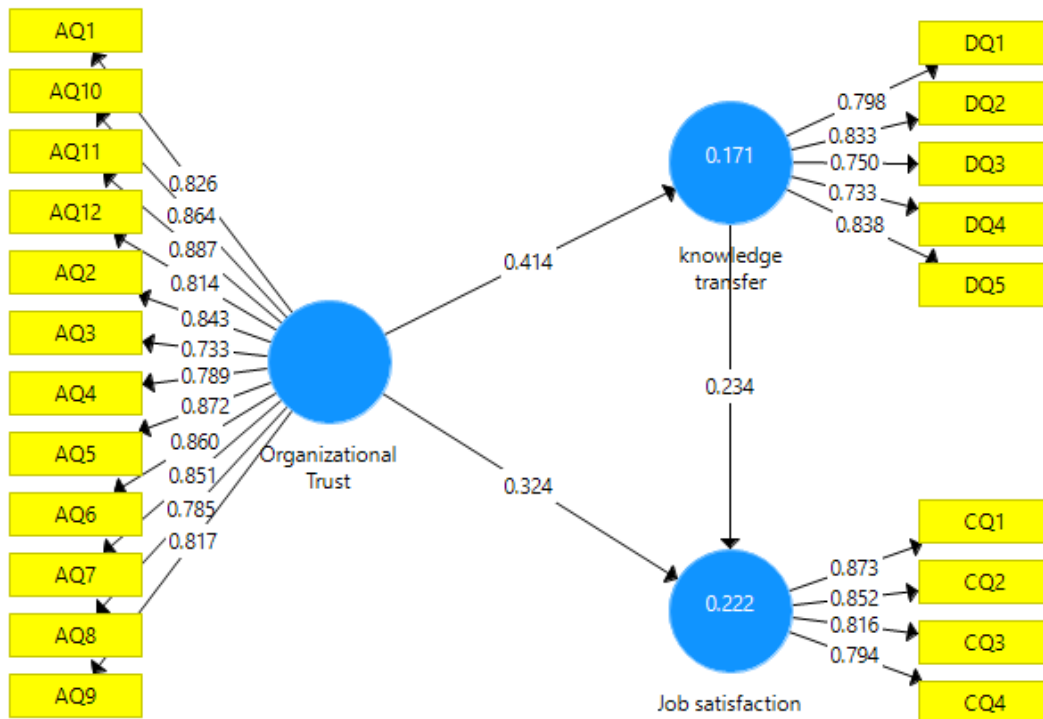 AQ1
AQ10
AQ11
AQ12
AQ2
AQ3
AQ4
AQ5
AQ6
AQ7
AQ8
AQ9
0.826
0.864
0.887
0.814
0.843
0.733
0.789
0.872
0.860
0.851
0.785
0.817
Organizational
Trust
0.414
0.324
0.171
knowledge
transfer
0.234
0.222
Job satisfaction
0.798
0.833
0.750
0.733
0.838
DQ1
DQ2
DQ3
DQ4
DQ5
0.873
0.852
0.816
0.794
CQ1
CQ2
CQ3
CQ4